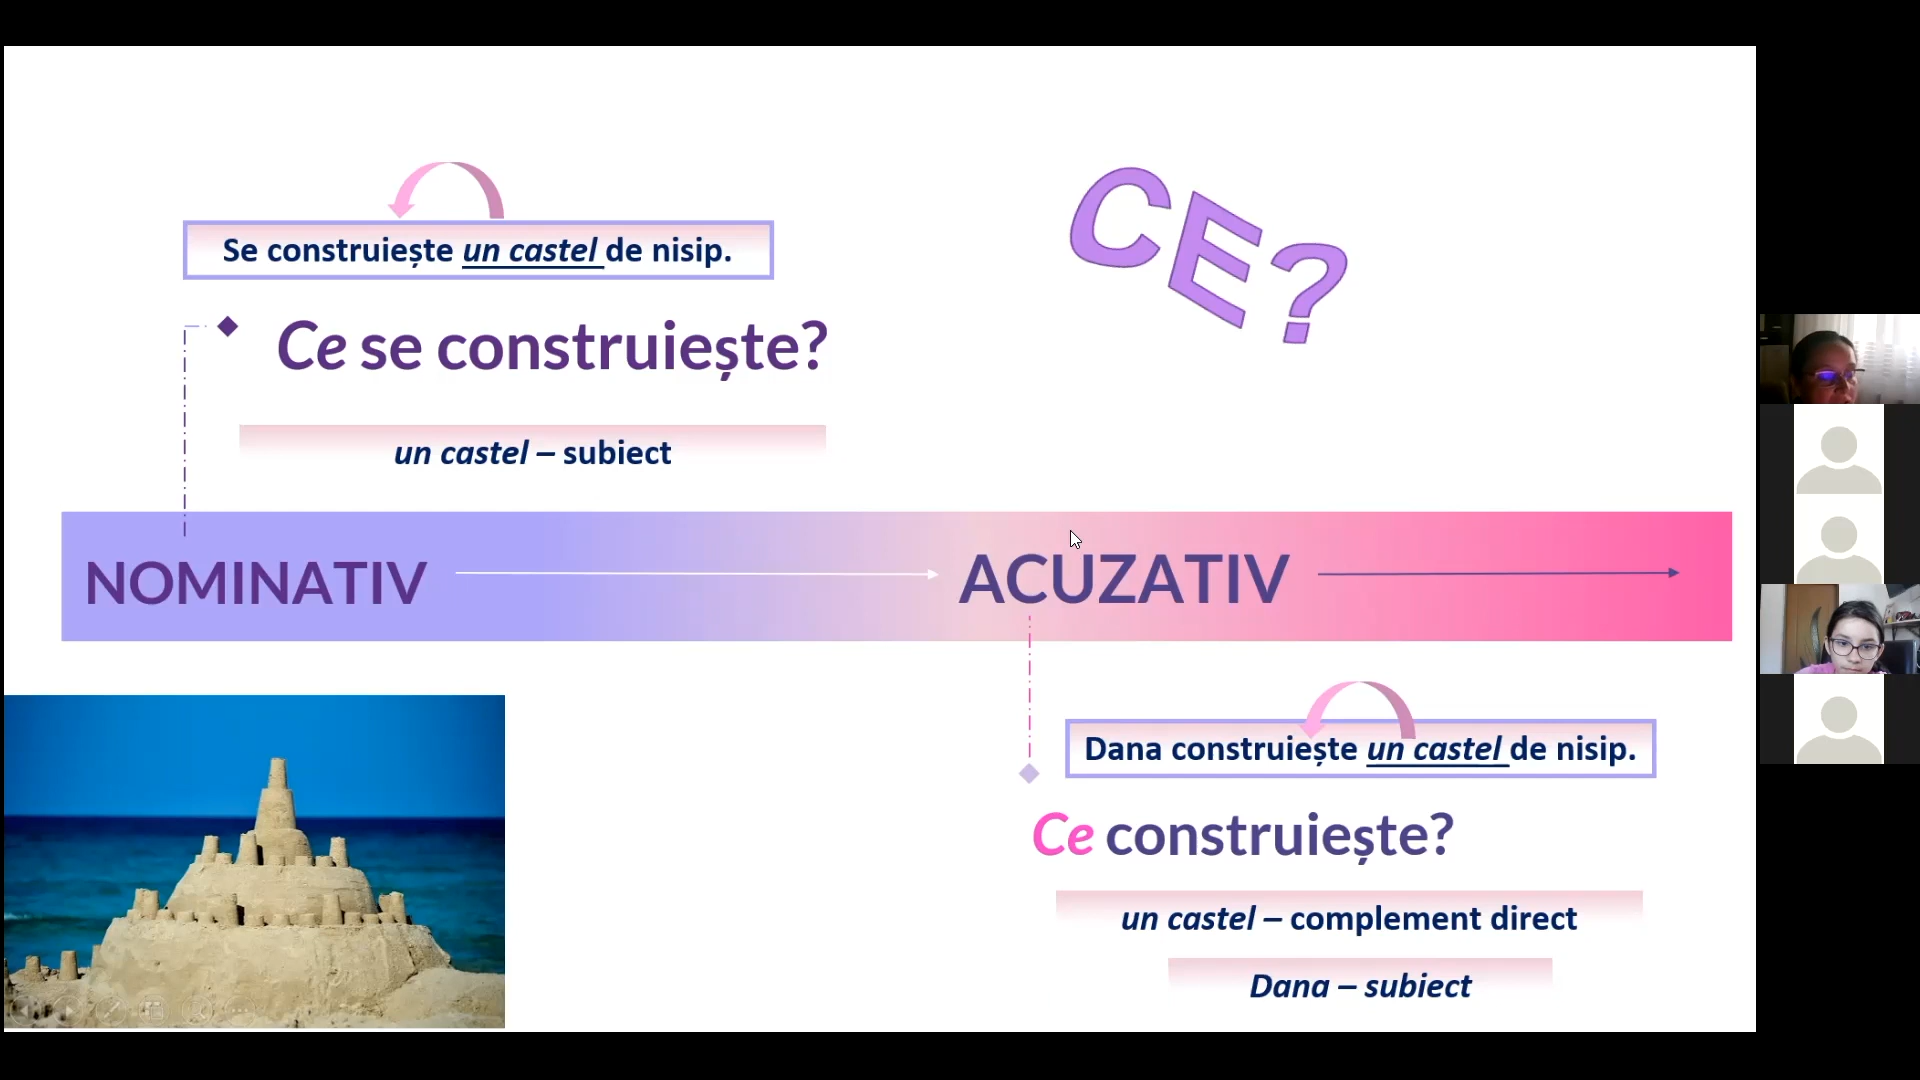 CE?
Se construiește un castel de nisip.
Ce se construiește?
un castel – subiect
NOMINATIV
ACUZATIV
Dana construiește un castel de nisip.
Ce construiește?
un castel – complement direct
Dana – subiect